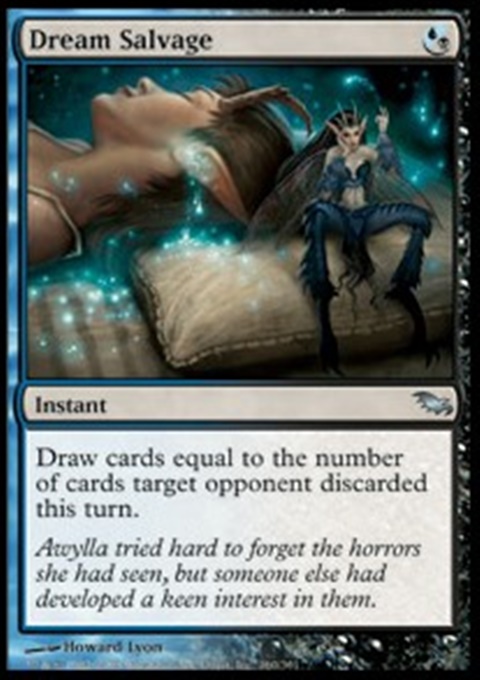 Dream Salvage
Instant
Draw cards equal to the number
of cards target opponent discarded
this turn.
Awylla tried hard to forget the horrors
she had seen, but someone else had
developed a keen interest in them.
Howard Lyon